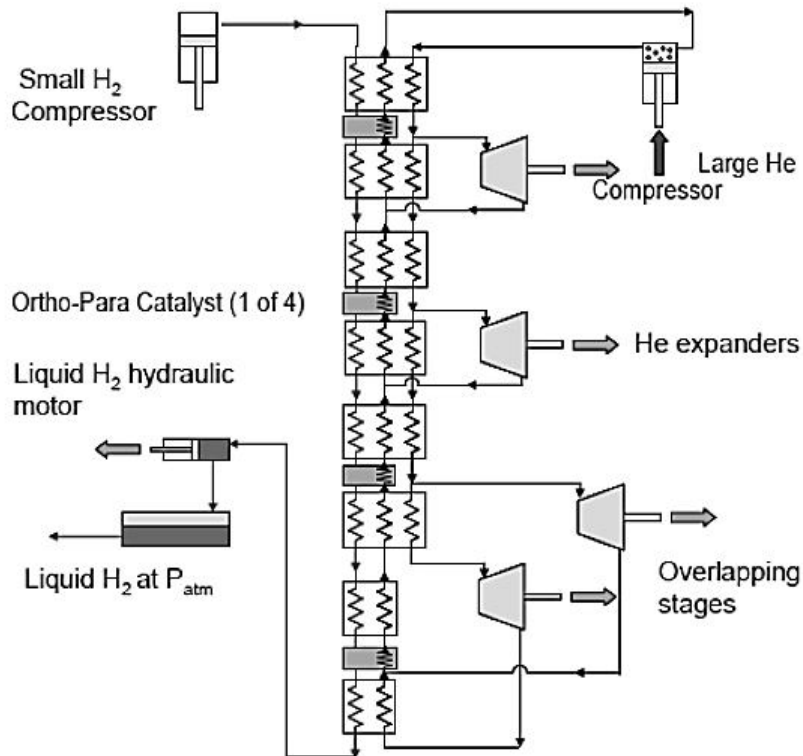 Small H₂
Compressor
Large He
Compressor
Ortho-Para Catalyst (1 of 4)
He expanders
Liquid H₂ hydraulic
motor
Liquid H₂ at Pₐₜₘ
Overlapping
stages